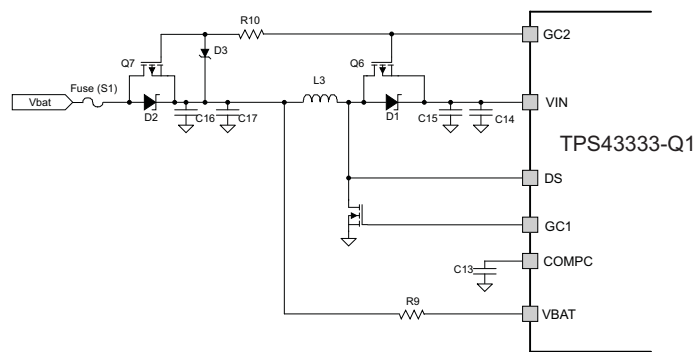 R10
GC2
D3
Q7
Q6
Fuse (S1)
L3
Vbat
VIN
D2
C16
C17
D1
C15
C14
TPS43333-Q1
DS
GC1
COMPC
C13
R9
VBAT